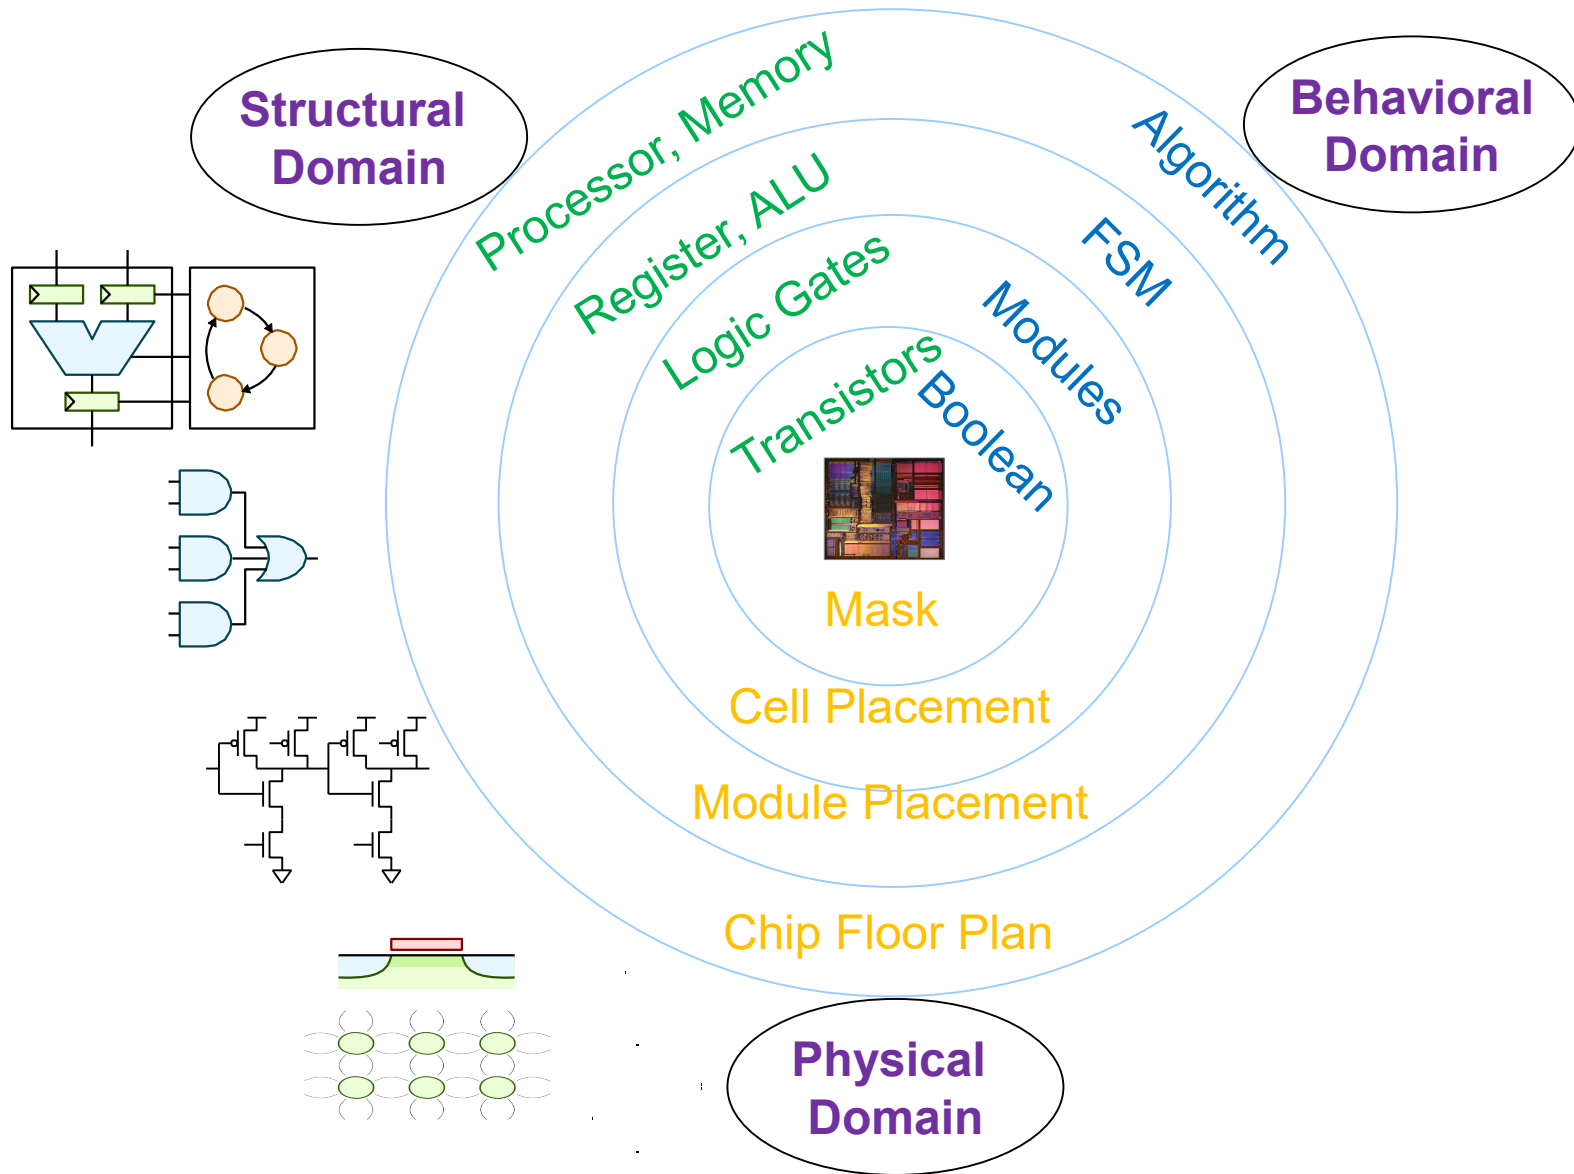 Structural
Domain
Behavioral
Domain
Processor, Memory
Register, ALU
Logic Gates
Transistors
Algorithm
FSM
Modules
Boolean
Mask
Cell Placement
Module Placement
Chip Floor Plan
Physical
Domain